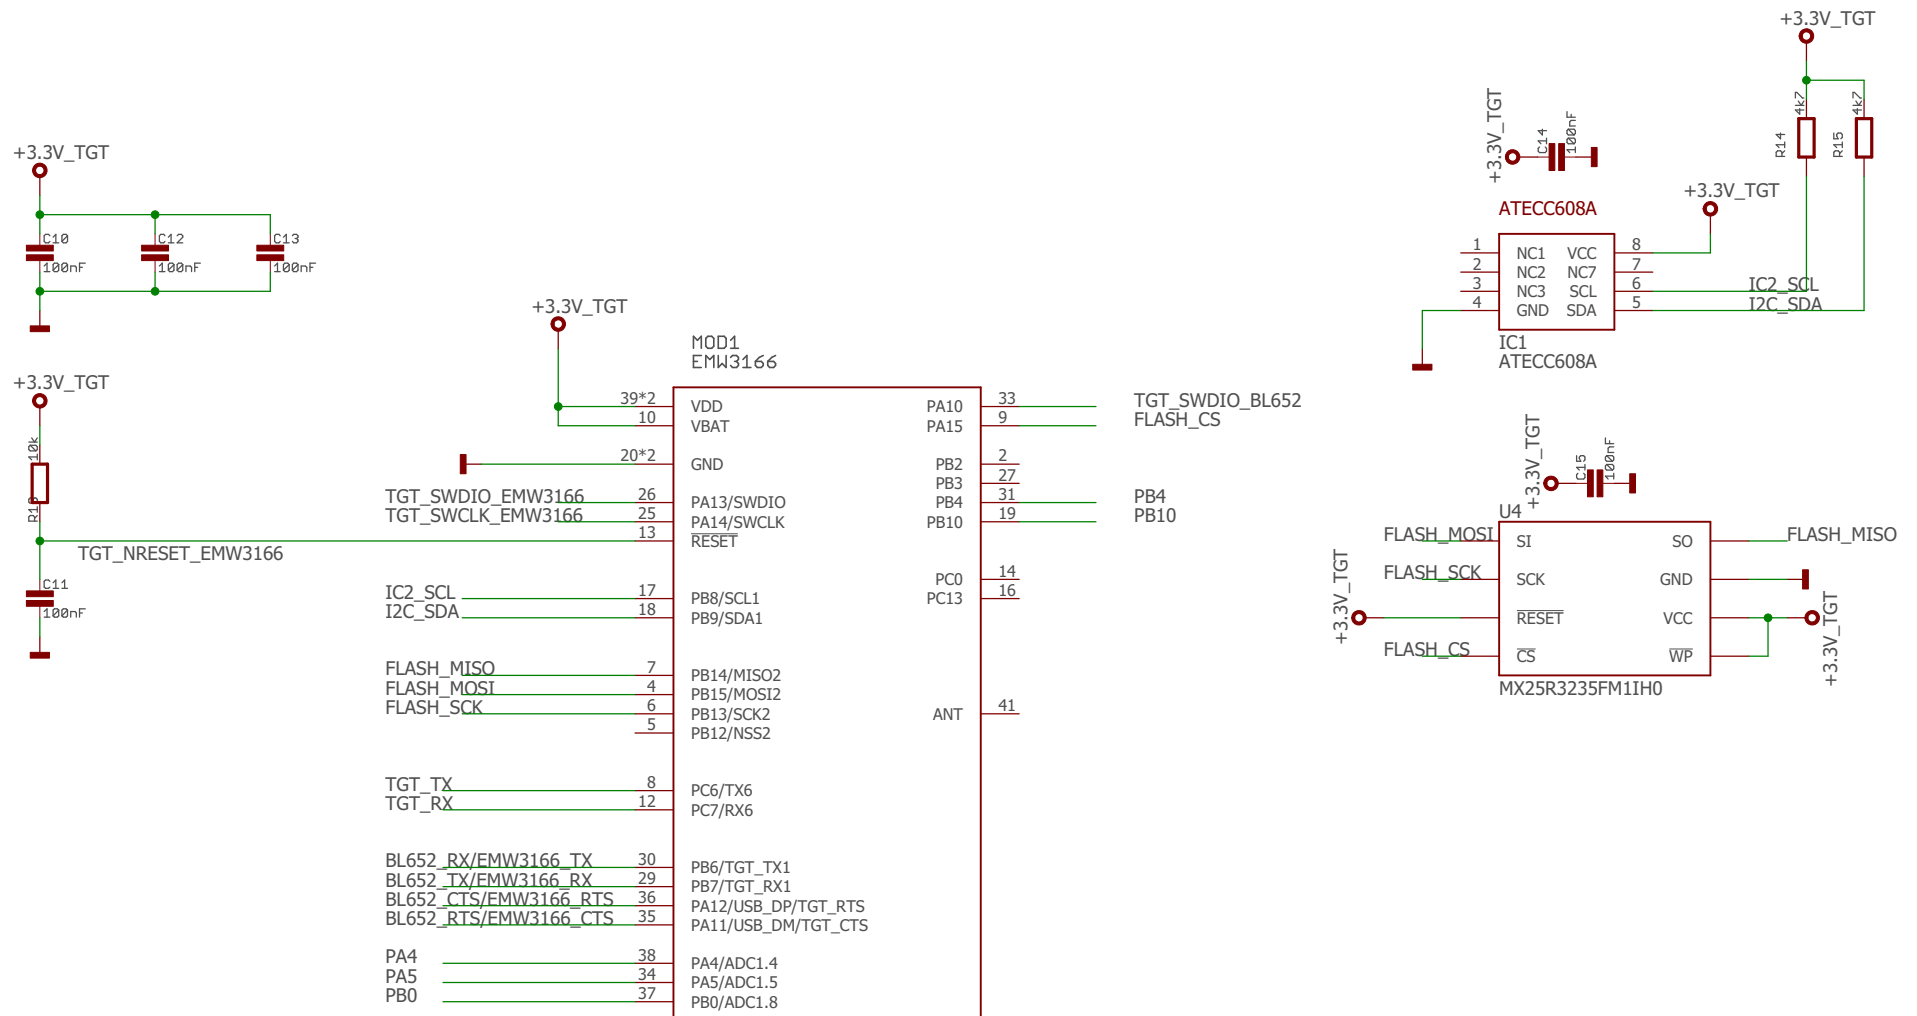 +3.3V_TGT
C10
100nF
C12
100nF
C13
100nF
+3.3V_TGT
10k
TGT_NRESET_EMW3166
C11
100nF
+3.3V_TGT
MOD1
EMW3166
39*2 VDD
10 VBAT
20*2 GND
TGT_SWDIO_EMW3166 26 PA13/SWDIO
TGT_SWCLK_EMW3166 25 PA14/SWCLK
13 RESET
IC2_SCL 17 PB8/SCL1
I2C_SDA 18 PB9/SDA1
FLASH_MISO 7 PB14/MISO2
FLASH_MOSI 4 PB15/MOSI2
FLASH_SCK 6 PB13/SCK2
5 PB12/NSS2
TGT_TX 8 PC6/TX6
TGT_RX 12 PC7/RX6
BL652_RX/EMW3166_TX 30 PB6/TGT_TX1
BL652_TX/EMW3166_RX 29 PB7/TGT_RX1
BL652_CTS/EMW3166_RTS 36 PA12/USB_DP/TGT_RTS
BL652_RTS/EMW3166_CTS 35 PA11/USB_DM/TGT_CTS
PA4 38 PA4/ADC1.4
PA5 34 PA5/ADC1.5
PB0 37 PB0/ADC1.8
PA10 33 TGT_SWDIO_BL652
PA15 9 FLASH_CS
PB2 2
PB3 27
PB4 31 PB4
PB10 19 PB10
PC0 14
PC13 16
ANT 41
+3.3V_TGT
R14
4k7
R15
4k7
+3.3V_TGT
C14
100nF
+3.3V_TGT
ATECC608A
1 NC1 VCC 8
2 NC2 NC7 7
3 NC3 SCL 6 IC2_SCL
4 GND SDA 5 I2C_SDA
IC1
ATECC608A
+3.3V_TGT
C15
100nF
U4
FLASH_MOSI SI SO FLASH_MISO
FLASH_SCK SCK GND
+3.3V_TGT RESET VCC +3.3V_TGT
FLASH_CS CS WP
MX25R3235FM1IH0